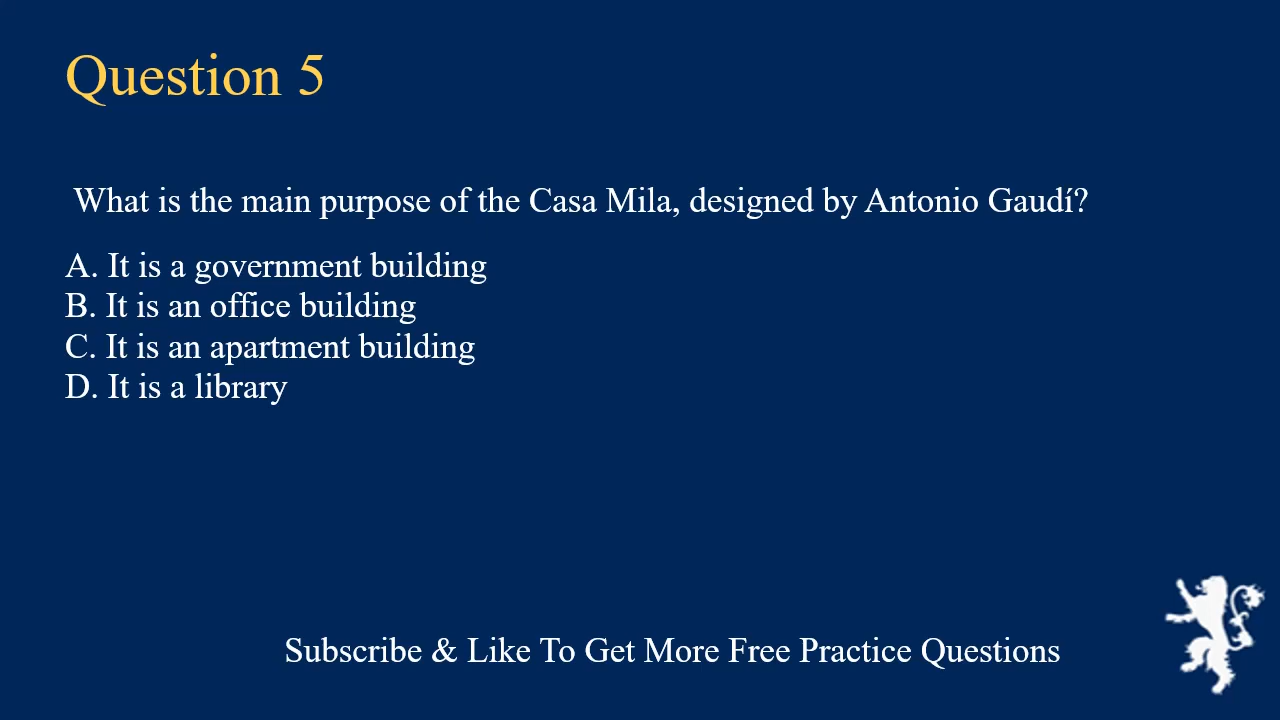 Question 5
What is the main purpose of the Casa Mila, designed by Antonio Gaudí?
A. It is a government building
B. It is an office building
C. It is an apartment building
D. It is a library
Subscribe & Like To Get More Free Practice Questions